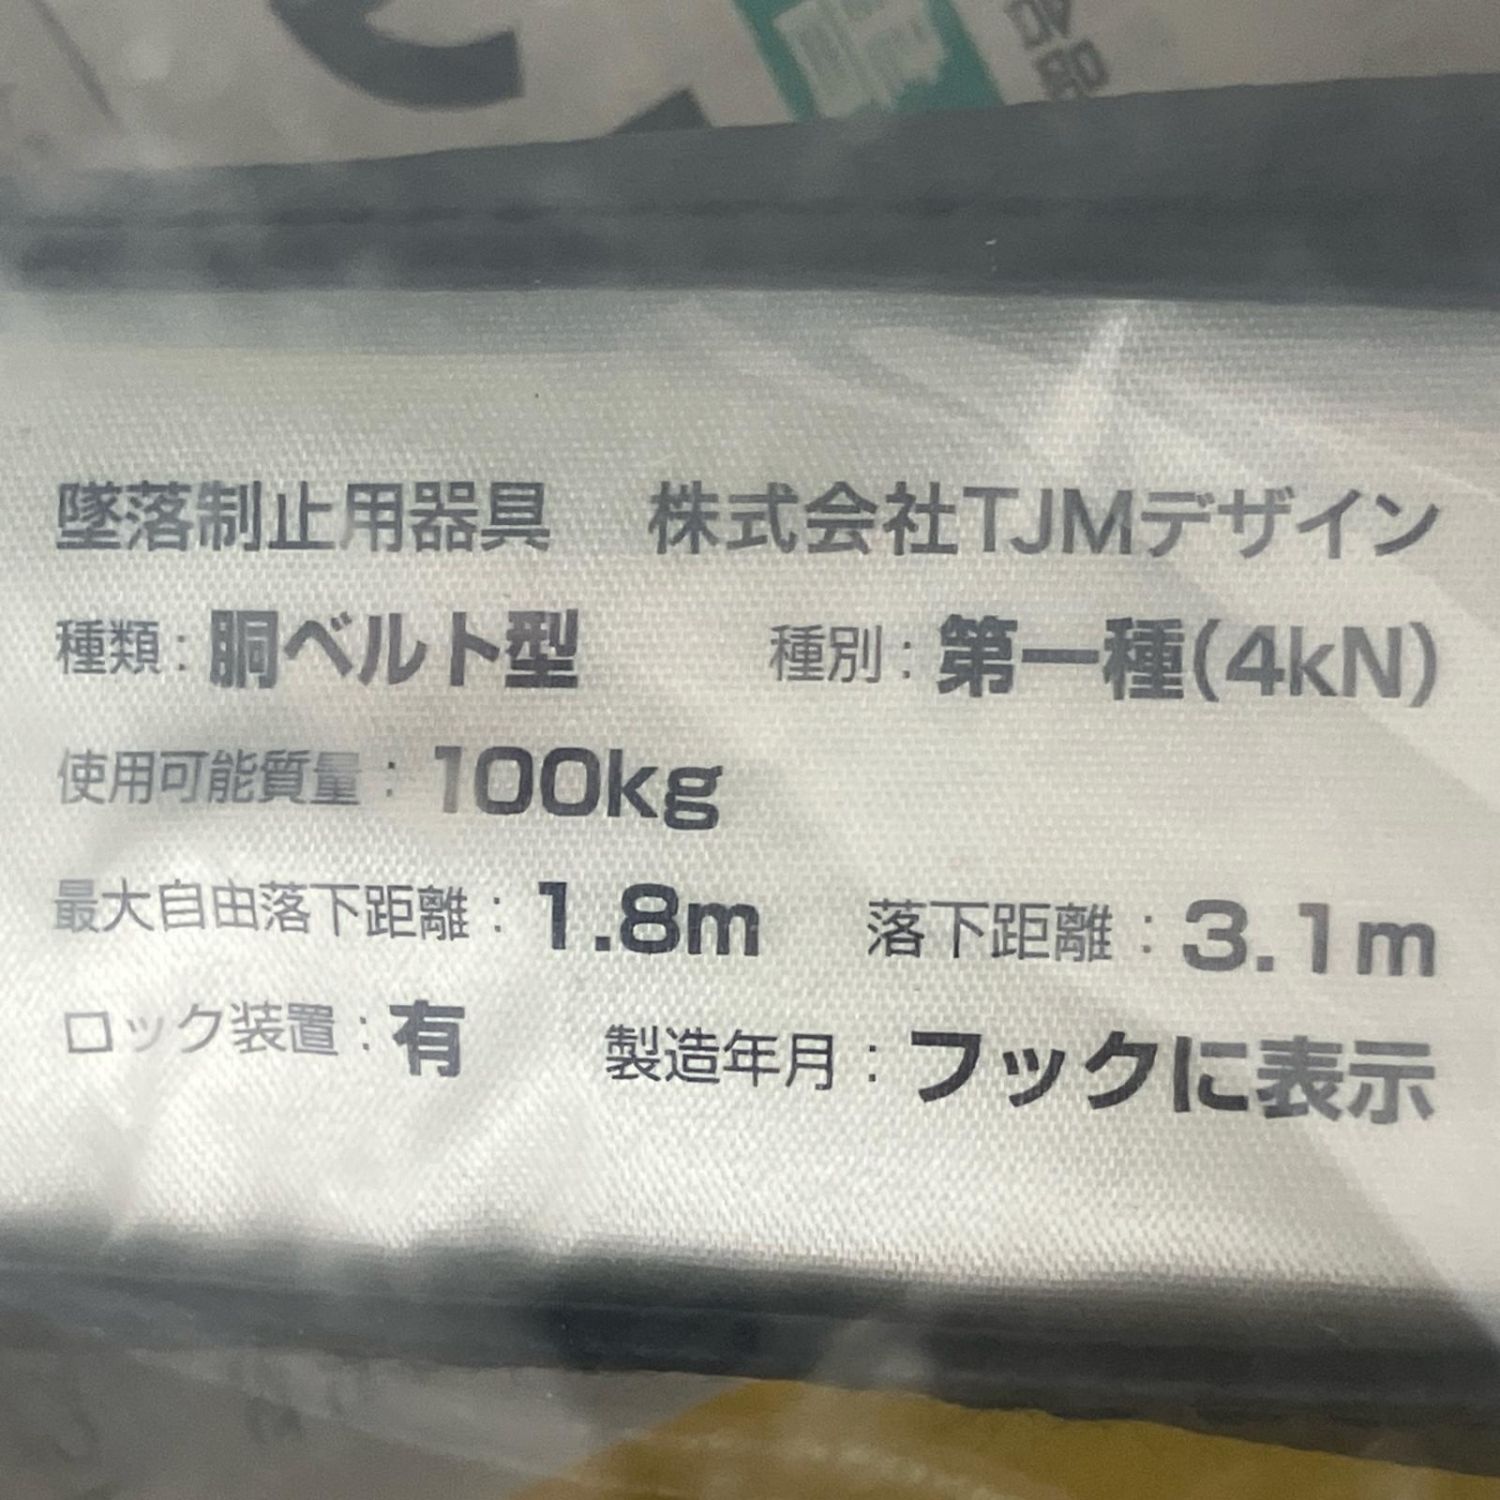 合品
墜落制止用器具 株式会社TJMデザイン
種類:胴ベルト型 種別:第一種(4kN)
使用可能質量:100kg
最大自由落下距離:1.8m 落下距離:3.1m
ロック装置:有 製造年月:フックに表示